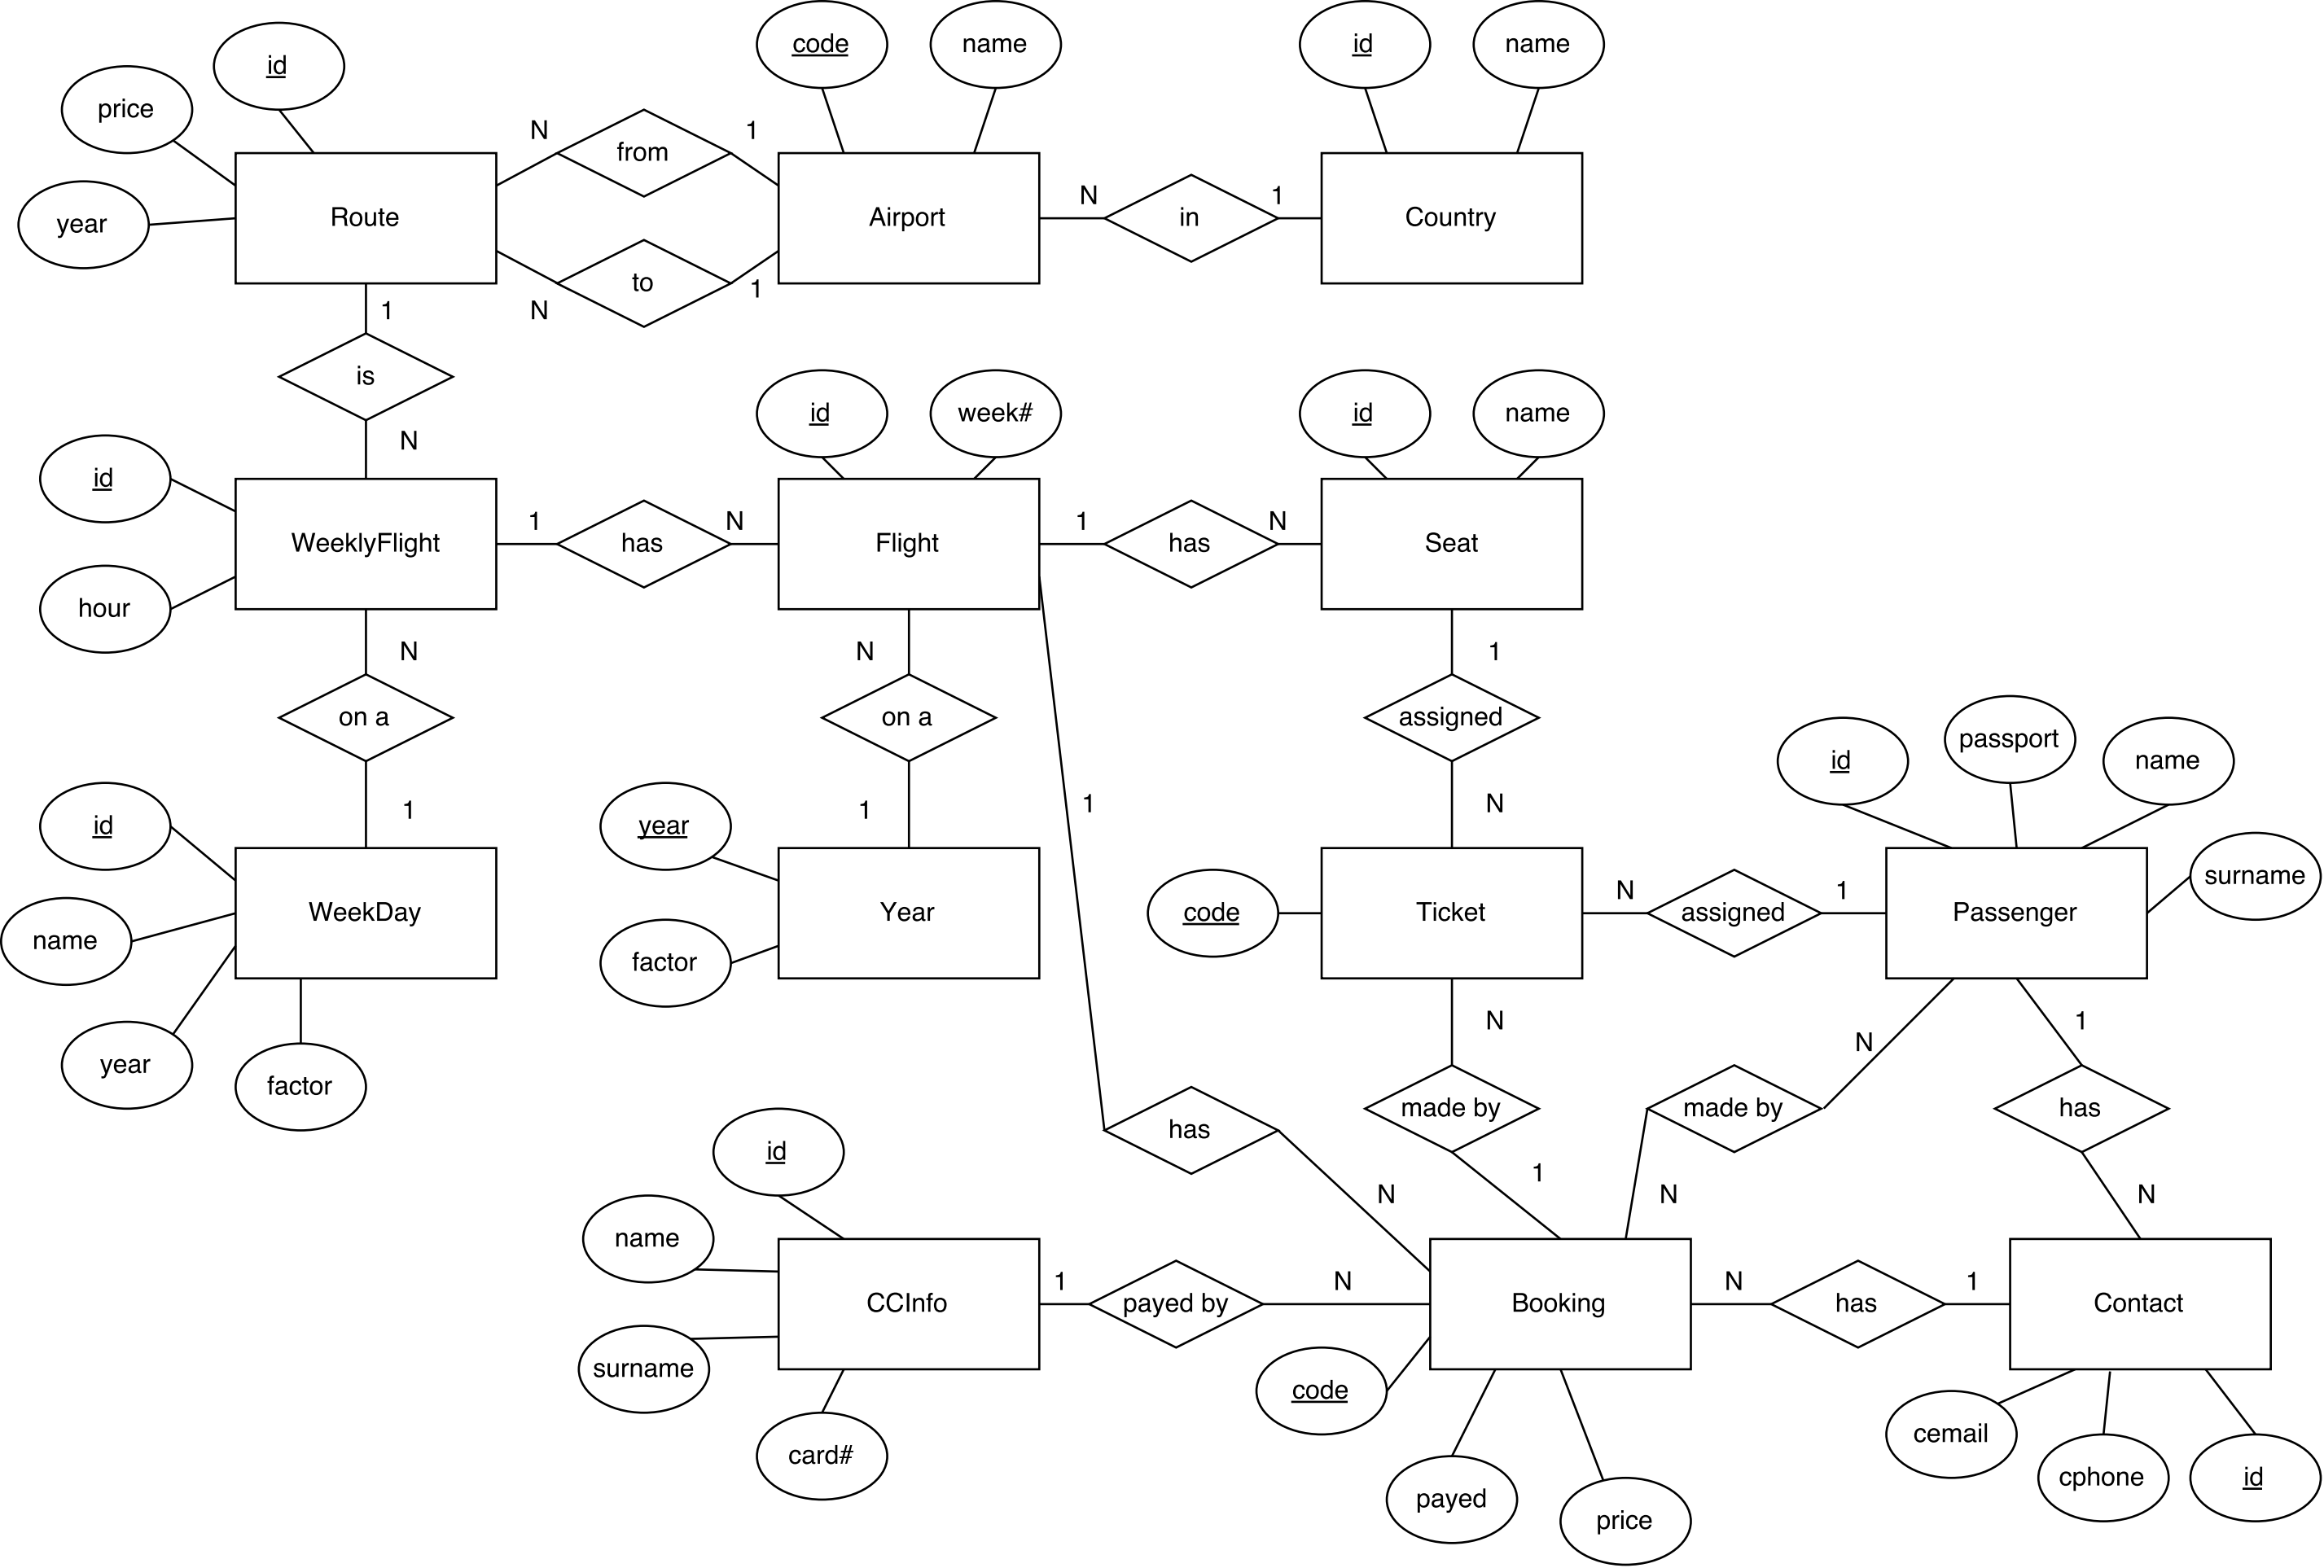 code
name
id
name
id
price
N
from
1
year
Route
Airport
N
in
1
Country
to
N
1
1
is
id
week#
id
name
N
id
WeeklyFlight
1
has
N
Flight
1
has
N
Seat
hour
N
N
1
on a
on a
assigned
passport
id
name
1
1
1
N
id
year
surname
name
WeekDay
factor
Year
code
Ticket
N
assigned
1
Passenger
year
factor
N
N
1
has
made by
made by
has
id
1
N
N
N
name
CCInfo
1
payed by
N
Booking
N
has
1
Contact
surname
code
card#
payed
price
cemail
cphone
id